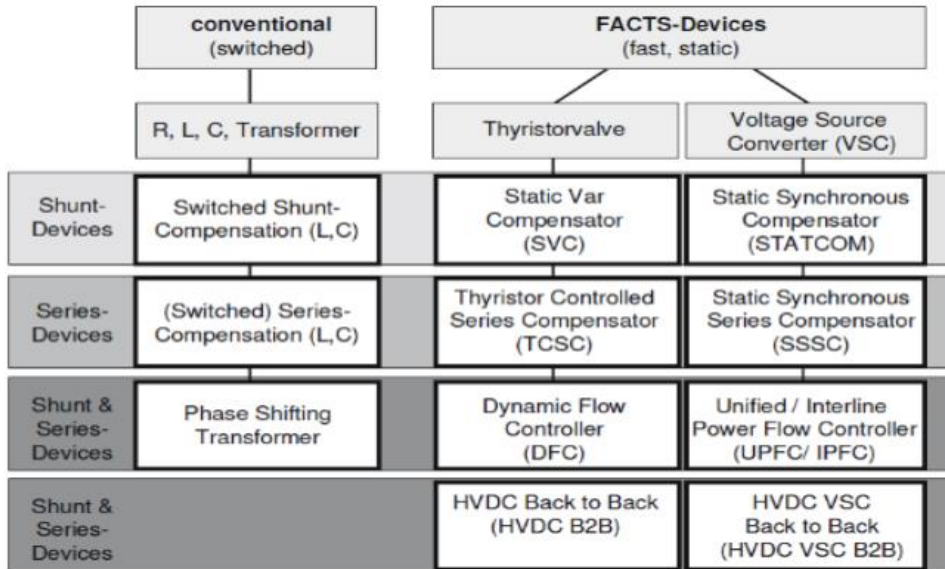 conventional
(switched)
FACTS-Devices
(fast, static)
R, L, C, Transformer
Thyristorvalve
Voltage Source
Converter (VSC)
Shunt-
Devices
Switched Shunt-
Compensation (L,C)
Static Var
Compensator
(SVC)
Static Synchronous
Compensator
(STATCOM)
Series-
Devices
(Switched) Series-
Compensation (L,C)
Thyristor Controlled
Series Compensator
(TCSC)
Static Synchronous
Series Compensator
(SSSC)
Shunt &
Series-
Devices
Phase Shifting
Transformer
Dynamic Flow
Controller
(DFC)
Unified / Interline
Power Flow Controller
(UPFC/ IPFC)
Shunt &
Series-
Devices
HVDC Back to Back
(HVDC B2B)
HVDC VSC
Back to Back
(HVDC VSC B2B)